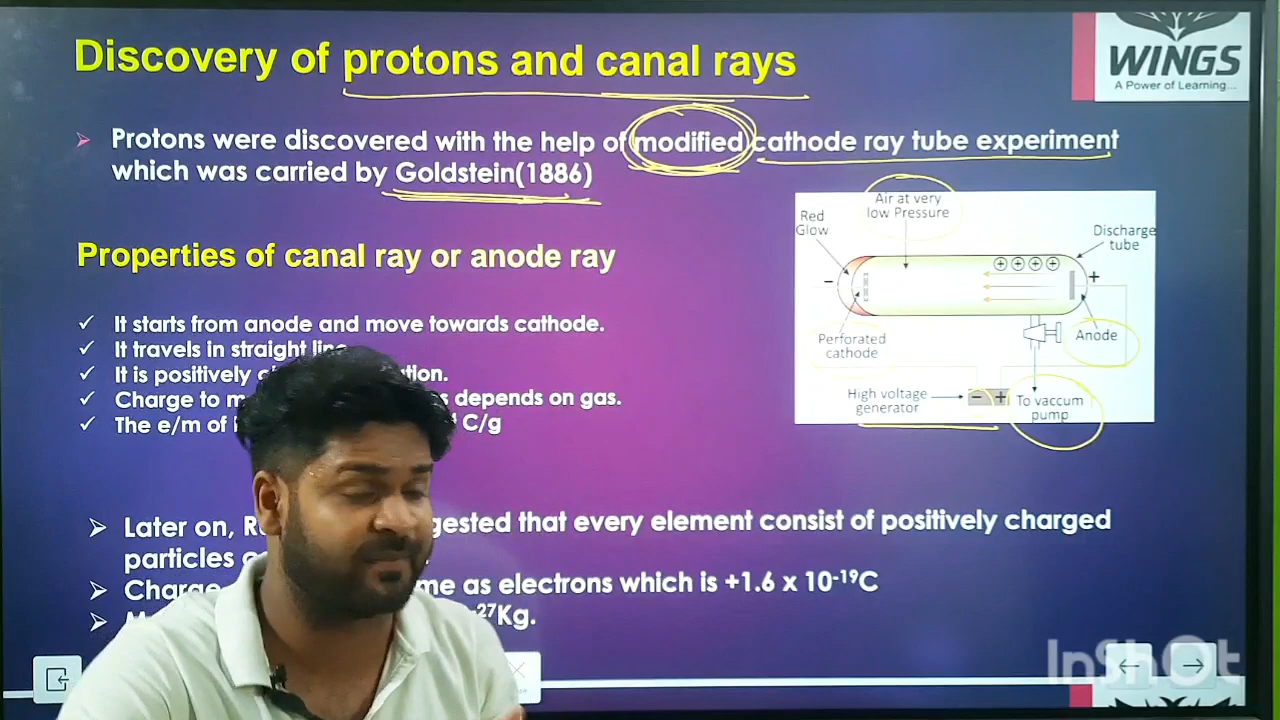 Discovery of protons and canal rays
WINGS
A Power of Learning...
Protons were discovered with the help of modified cathode ray tube experiment
which was carried by Goldstein(1886)
Air at very
low Pressure
Red
Glow
Discharge
tube
−
+
Perforated
cathode
Anode
High voltage
generator
− +
To vaccum
pump
Properties of canal ray or anode ray
It starts from anode and move towards cathode.
It travels in straight line
It is positively
Charge to depends on gas.
The e/m of C/g
Later on, gested that every element consist of positively charged
particles
Charge me as electrons which is +1.6 x 10-19C
-27Kg.
InShOt